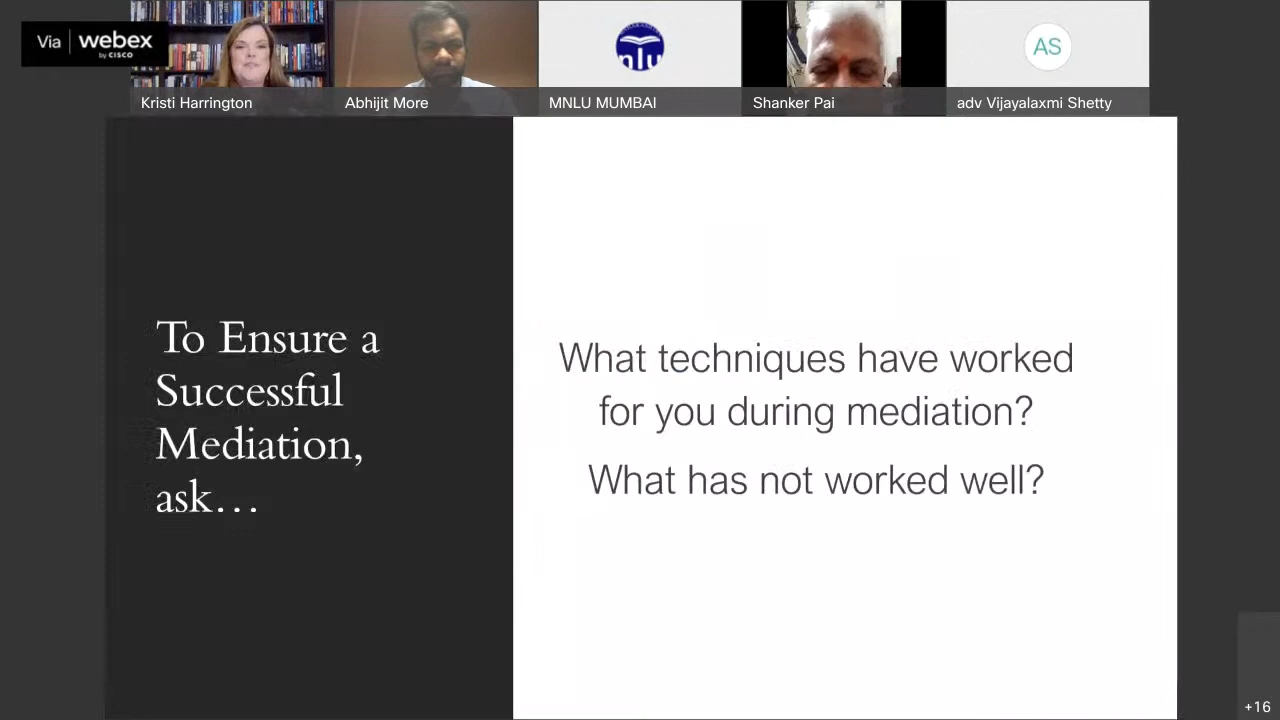 Via webex
by CISCO
Kristi Harrington
Abhijit More
MNLU MUMBAI
nlu
Shanker Pai
AS
adv Vijayalaxmi Shetty
To Ensure a
Successful
Mediation,
ask…
What techniques have worked
for you during mediation?
What has not worked well?
+16